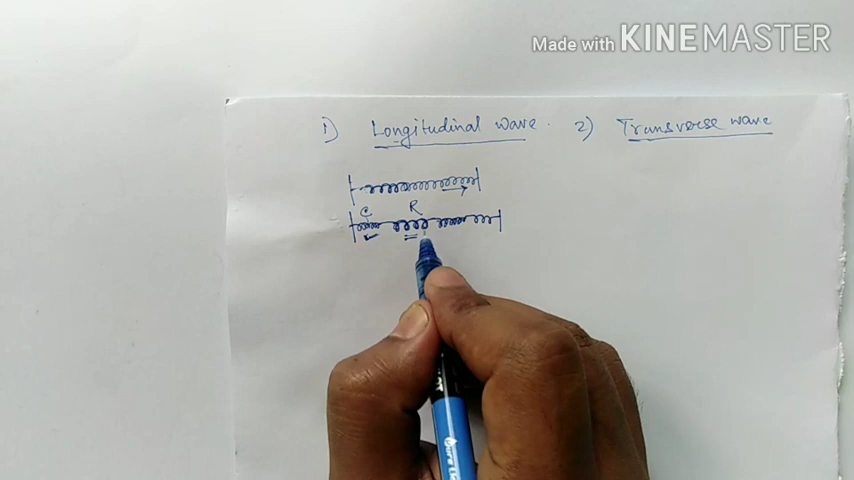 Made with KINEMASTER
1) Longitudinal wave. 2) Transverse wave
R
C